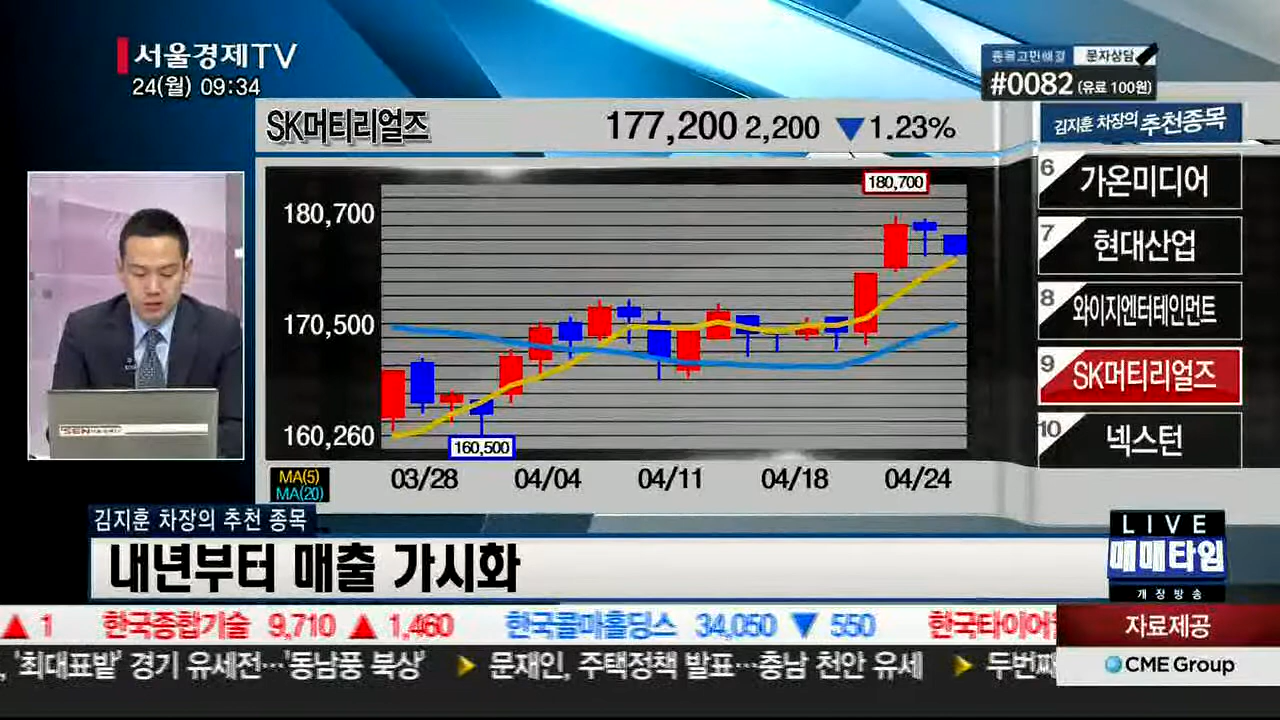 서울경제TV
24(월) 09:34
종목고민해결 문자상담
#0082 (유료 100원)
SK머티리얼즈 177,200 2,200 ▼1.23%
김지훈 차장의 추천종목
6 가온미디어
7 현대산업
8 와이지엔터테인먼트
9 SK머티리얼즈
10 넥스턴
180,700
180,700
170,500
160,260
160,500
MA(5)
MA(20)
03/28 04/04 04/11 04/18 04/24
SEN
김지훈 차장의 추천 종목
내년부터 매출 가시화
LIVE
매매타임
개장방송
▲ 1 한국종합기술 9,710 ▲ 1,460 한국콜마홀딩스 34,050 ▼ 550 한국타이어
자료제공
CME Group
, '최대표밭' 경기 유세전…'동남풍 북상' 문재인, 주택정책 발표…충남 천안 유세 두번째